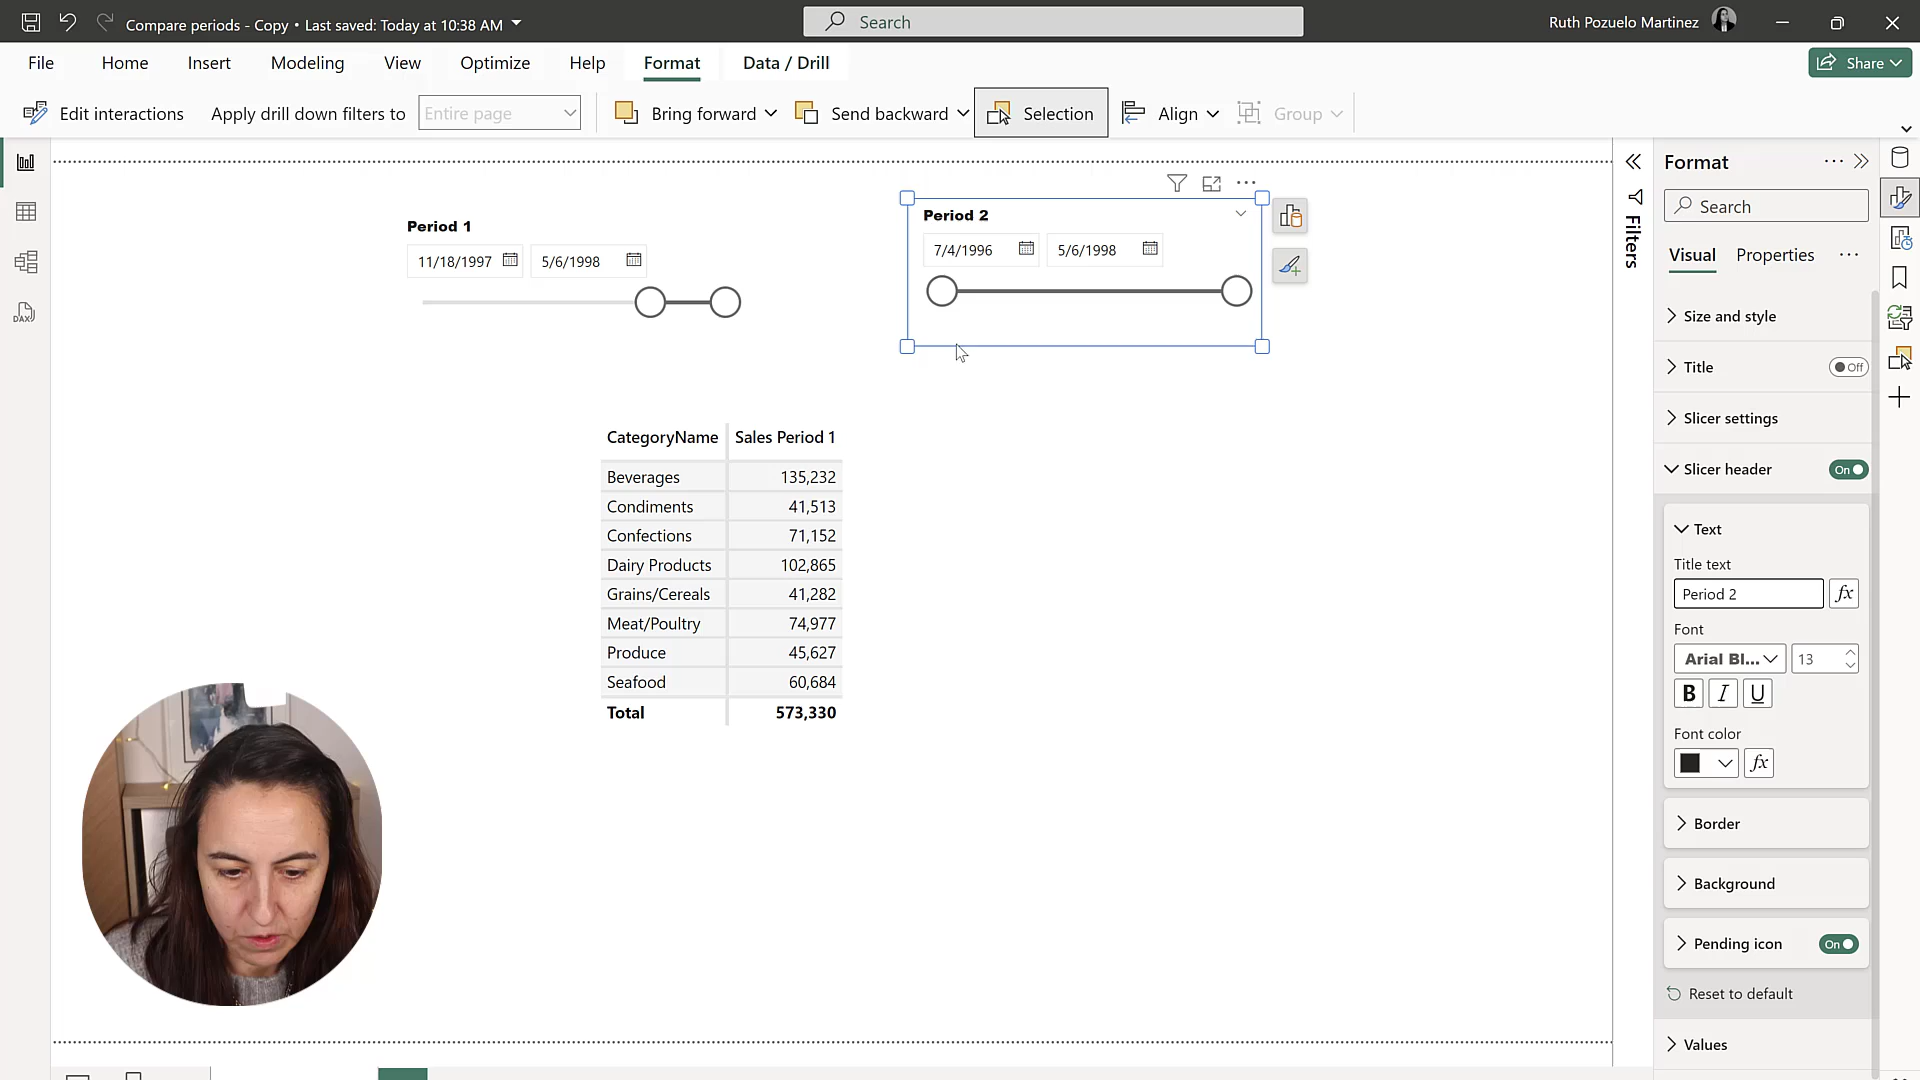 Compare periods - Copy • Last saved: Today at 10:38 AM
Search
Ruth Pozuelo Martinez
File
Home
Insert
Modeling
View
Optimize
Help
Format
Data / Drill
Share
Edit interactions
Apply drill down filters to
Entire page
Bring forward
Send backward
Selection
Align
Group
Period 1
11/18/1997
5/6/1998
Period 2
7/4/1996
5/6/1998
CategoryName Sales Period 1
Beverages 135,232
Condiments 41,513
Confections 71,152
Dairy Products 102,865
Grains/Cereals 41,282
Meat/Poultry 74,977
Produce 45,627
Seafood 60,684
Total 573,330
Filters
Format
Search
Visual
Properties
Size and style
Title Off
Slicer settings
Slicer header On
Text
Title text
Period 2
fx
Font
Arial Bl...
13
B I U
Font color
fx
Border
Background
Pending icon On
Reset to default
Values
DAX